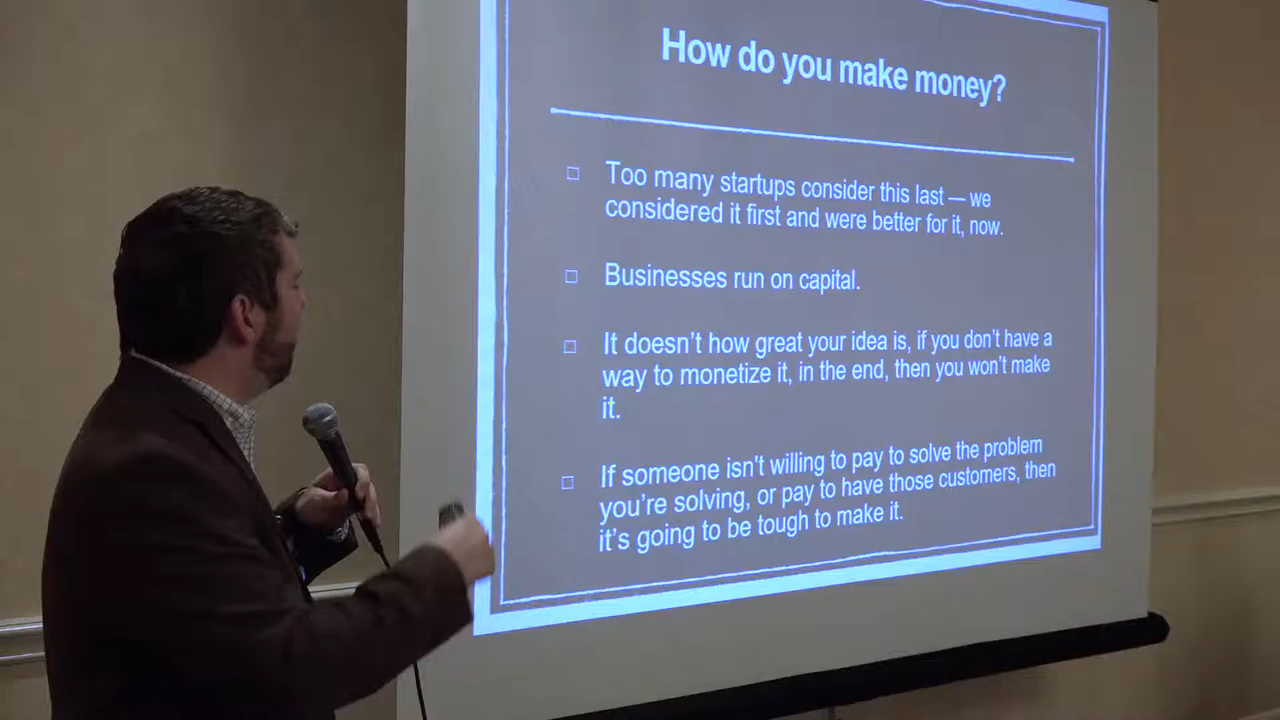 How do you make money?
Too many startups consider this last — we
considered it first and were better for it, now.
Businesses run on capital.
It doesn't how great your idea is, if you don't have a
way to monetize it, in the end, then you won't make
it.
If someone isn't willing to pay to solve the problem
you're solving, or pay to have those customers, then
it's going to be tough to make it.